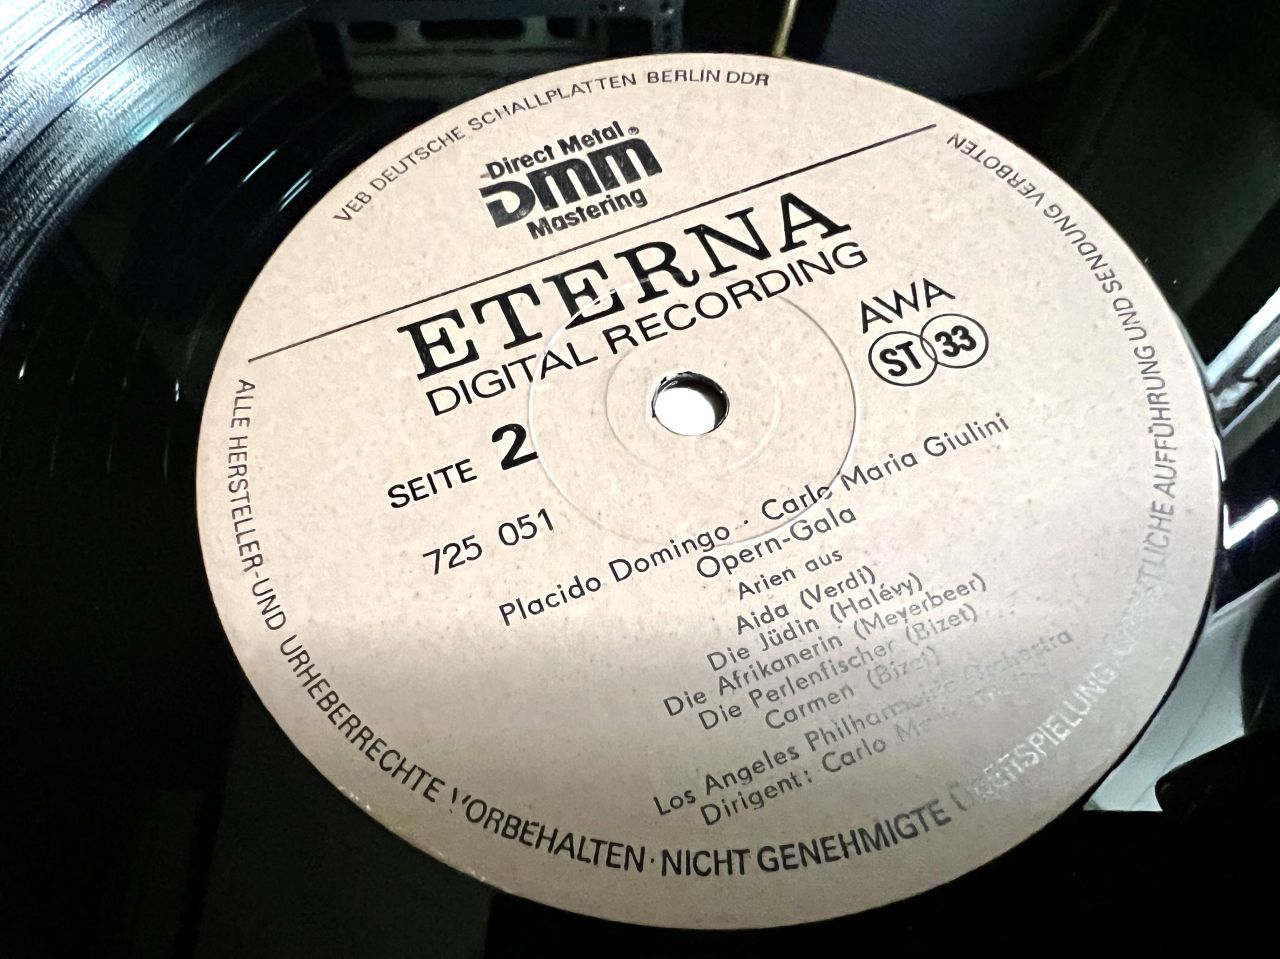 VEB DEUTSCHE SCHALLPLATTEN BERLIN DDR
Direct Metal®
DMM
Mastering
ETERNA
DIGITAL RECORDING
AWA
ST 33
SEITE 2
725 051
Placido Domingo · Carlo Maria Giulini
Opern-Gala
Arien aus
Aida (Verdi)
Die Jüdin (Halévy)
Die Afrikanerin (Meyerbeer)
Die Perlenfischer (Bizet)
Carmen (Bizet)
Los Angeles Philharmonic Orchestra
Dirigent: Carlo
ALLE HERSTELLER-UND URHEBERRECHTE VORBEHALTEN · NICHT GENEHMIGTE ÜBERSPIELUNG · UND SENDUNG VERBOTEN AUFFÜHRUNG